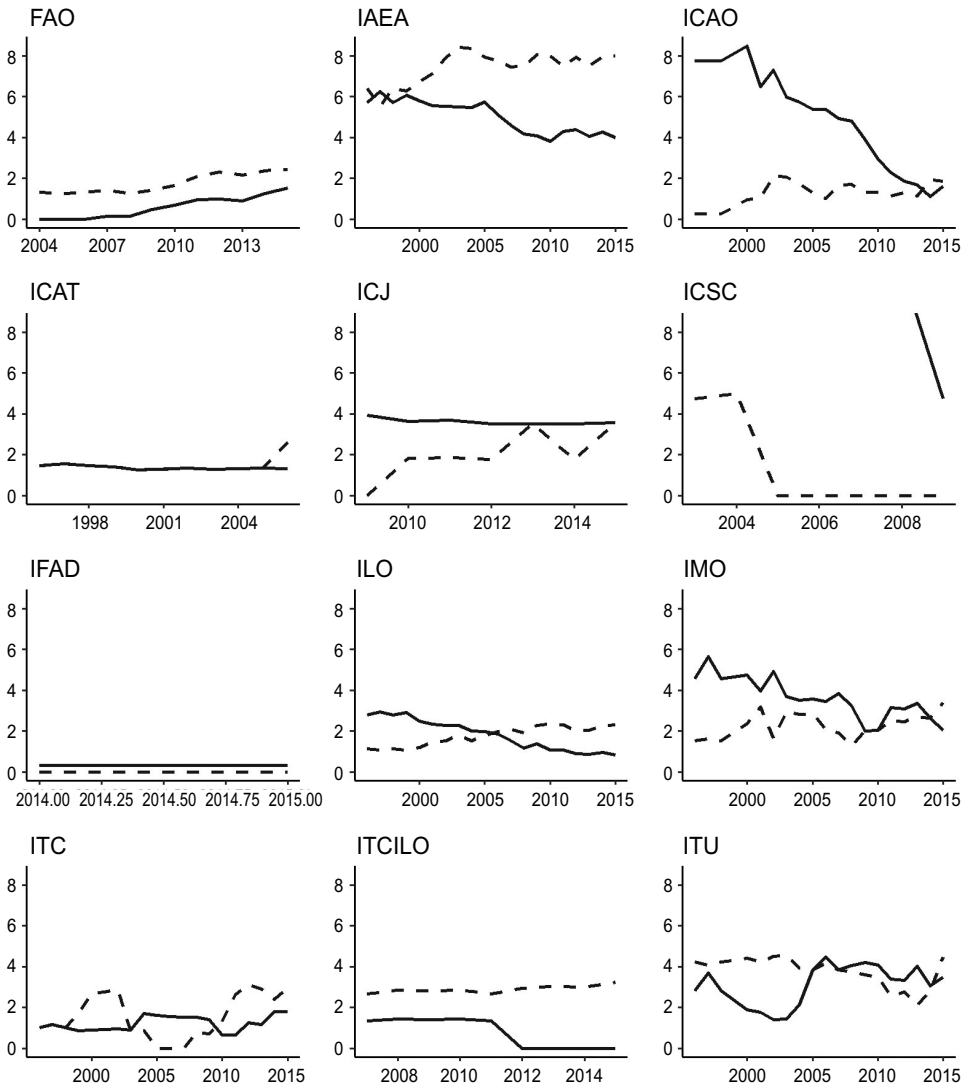 FAO IAEA ICAO
8 8 8
6 6 6
4 4 4
2 2 2
0 0 0
2004 2007 2010 2013 2000 2005 2010 2015 2000 2005 2010 2015
ICAT ICJ ICSC
8 8 8
6 6 6
4 4 4
2 2 2
0 0 0
1998 2001 2004 2010 2012 2014 2004 2006 2008
IFAD ILO IMO
8 8 8
6 6 6
4 4 4
2 2 2
0 0 0
2014.00 2014.25 2014.50 2014.75 2015.00 2000 2005 2010 2015 2000 2005 2010 2015
ITC ITCILO ITU
8 8 8
6 6 6
4 4 4
2 2 2
0 0 0
2000 2005 2010 2015 2008 2010 2012 2014 2000 2005 2010 2015